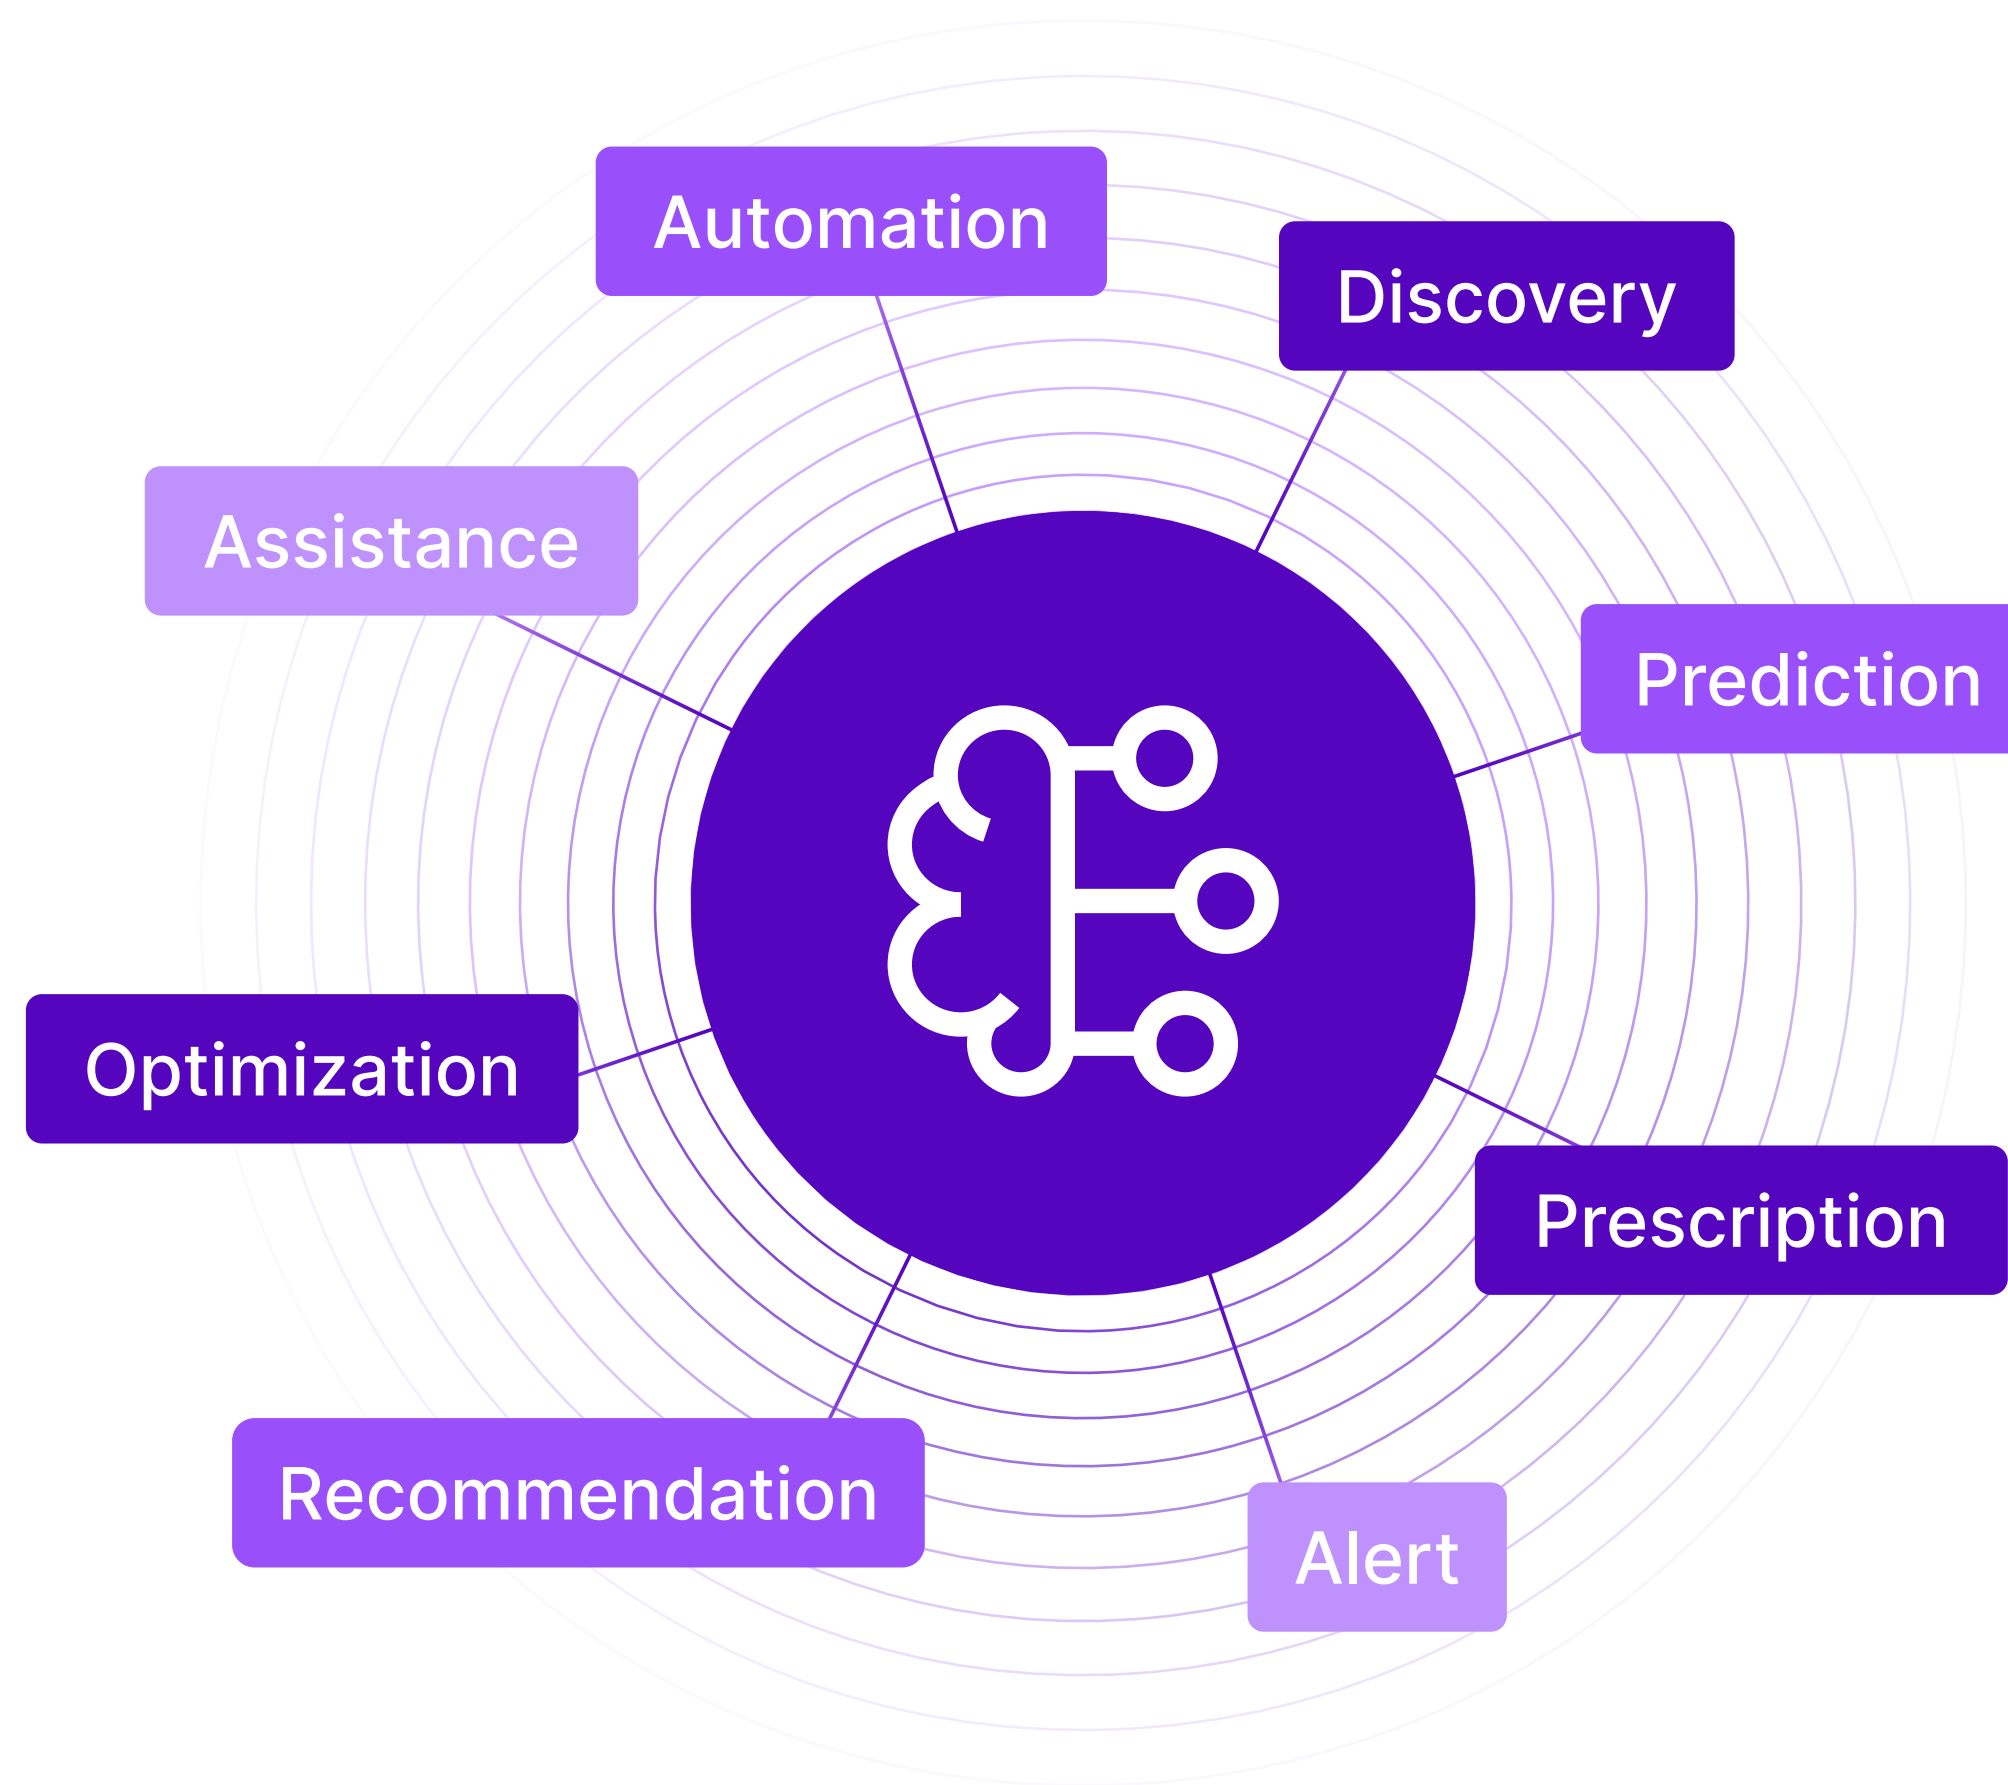 Automation
Discovery
Assistance
Prediction
Optimization
Prescription
Recommendation
Alert